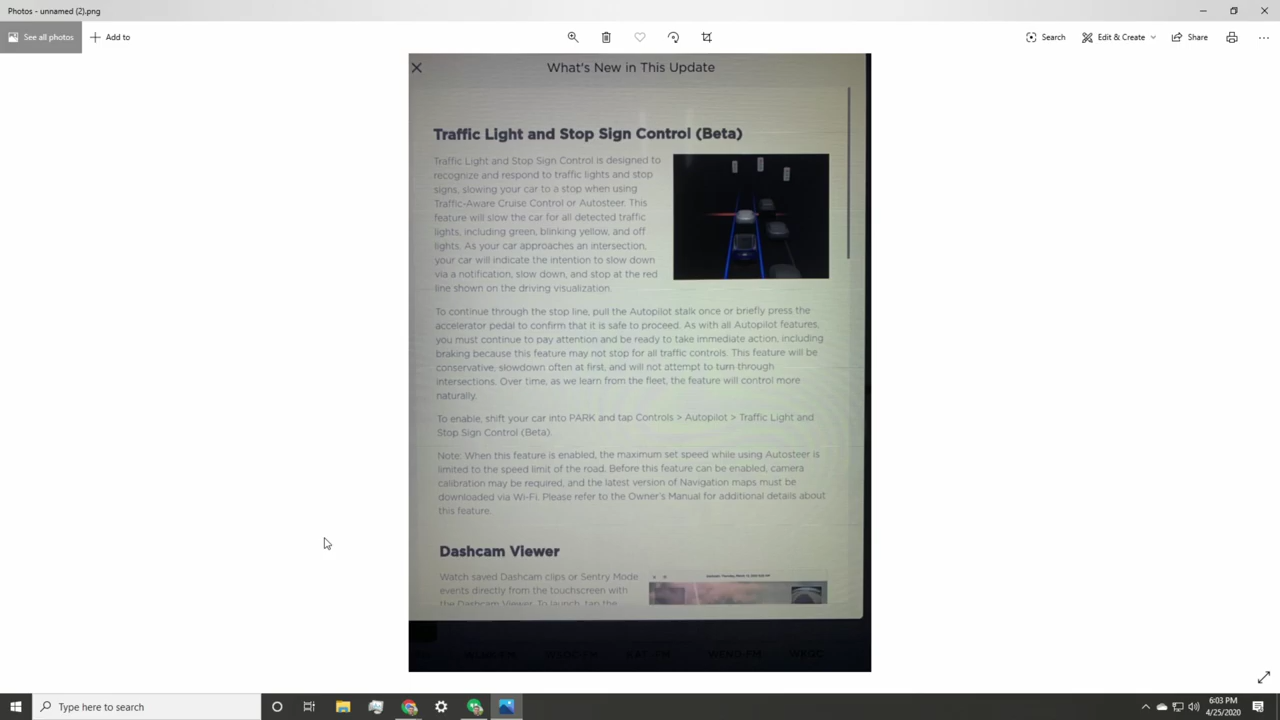 Photos - unnamed (2).png
See all photos
Add to
Search
Edit & Create
Share
What's New in This Update
Traffic Light and Stop Sign Control (Beta)
Traffic Light and Stop Sign Control is designed to
recognize and respond to traffic lights and stop
signs, slowing your car to a stop when using
Traffic-Aware Cruise Control or Autosteer. This
feature will slow the car for all detected traffic
lights, including green, blinking yellow, and off
lights. As your car approaches an intersection,
your car will indicate the intention to slow down
via a notification, slow down, and stop at the red
line shown on the driving visualization.
To continue through the stop line, pull the Autopilot stalk once or briefly press the
accelerator pedal to confirm that it is safe to proceed. As with all Autopilot features,
you must continue to pay attention and be ready to take immediate action, including
braking because this feature may not stop for all traffic controls. This feature will be
conservative, slowdown often at first, and will not attempt to turn through
intersections. Over time, as we learn from the fleet, the feature will control more
naturally.
To enable, shift your car into PARK and tap Controls > Autopilot > Traffic Light and
Stop Sign Control (Beta).
Note: When this feature is enabled, the maximum set speed while using Autosteer is
limited to the speed limit of the road. Before this feature can be enabled, camera
calibration may be required, and the latest version of Navigation maps must be
downloaded via Wi-Fi. Please refer to the Owner's Manual for additional details about
this feature.
Dashcam Viewer
Watch saved Dashcam clips or Sentry Mode
events directly from the touchscreen with
the Dashcam Viewer. To launch, tap the
WEND-FM
Type here to search
6:03 PM
4/25/2020